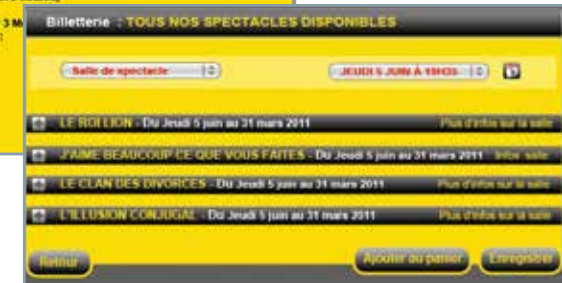 3 M
Billetterie : TOUS NOS SPECTACLES DISPONIBLES
Salle de spectacle
JEUDI 5 JUIN À 19H35
LE ROI LION - Du Jeudi 5 juin au 31 mars 2011 Plus d'infos sur la salle
J'AIME BEAUCOUP CE QUE VOUS FAITES - Du Jeudi 5 juin au 31 mars 2011 Infos salle
LE CLAN DES DIVORCES - Du Jeudi 5 juin au 31 mars 2011 Plus d'infos sur la salle
L'ILLUSION CONJUGAL - Du Jeudi 5 juin au 31 mars 2011 Plus d'infos sur la salle
Retour
Ajouter au panier
Enregistrer